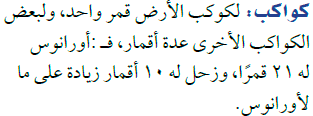 كواكب: لكوكب الأرض قمر واحد، ولبعض
الكواكب الأخرى عدة أقمار، فـ :أورانوس
له ٢١ قمرًا، وزحل له ١٠ أقمار زيادة على ما
لأورانوس.